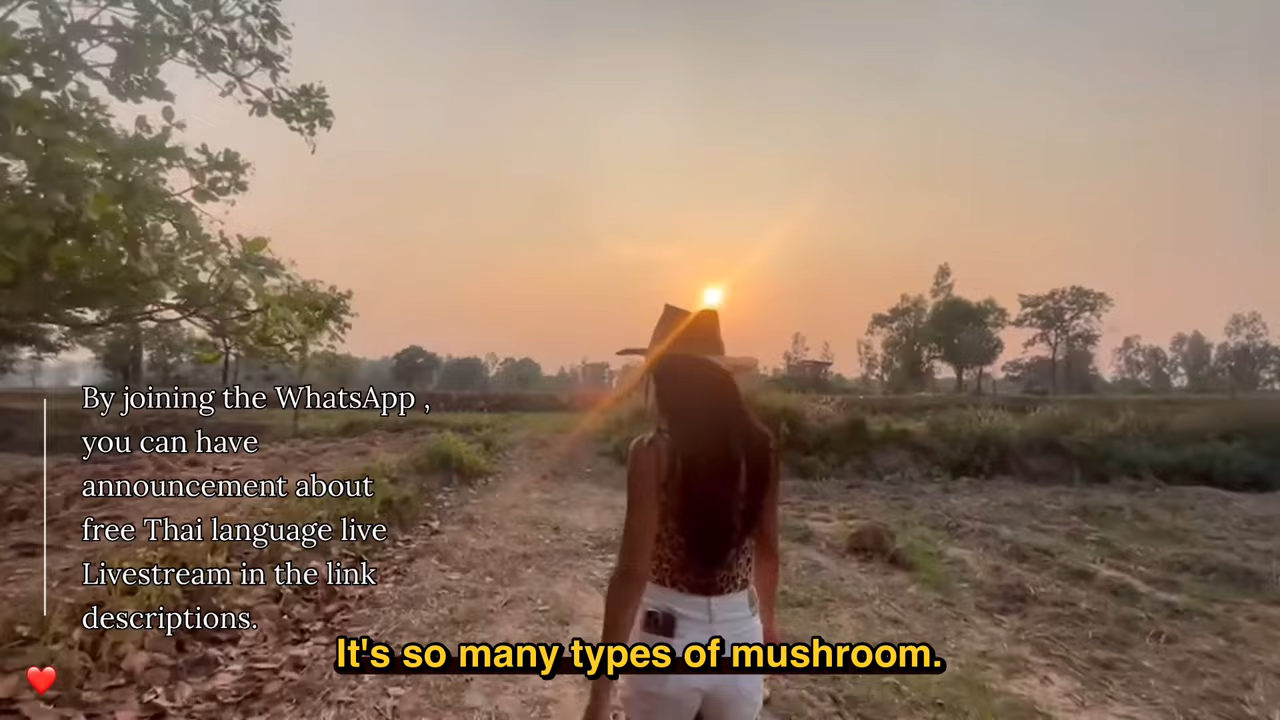 By joining the WhatsApp ,
you can have
announcement about
free Thai language live
Livestream in the link
descriptions.
It's so many types of mushroom.